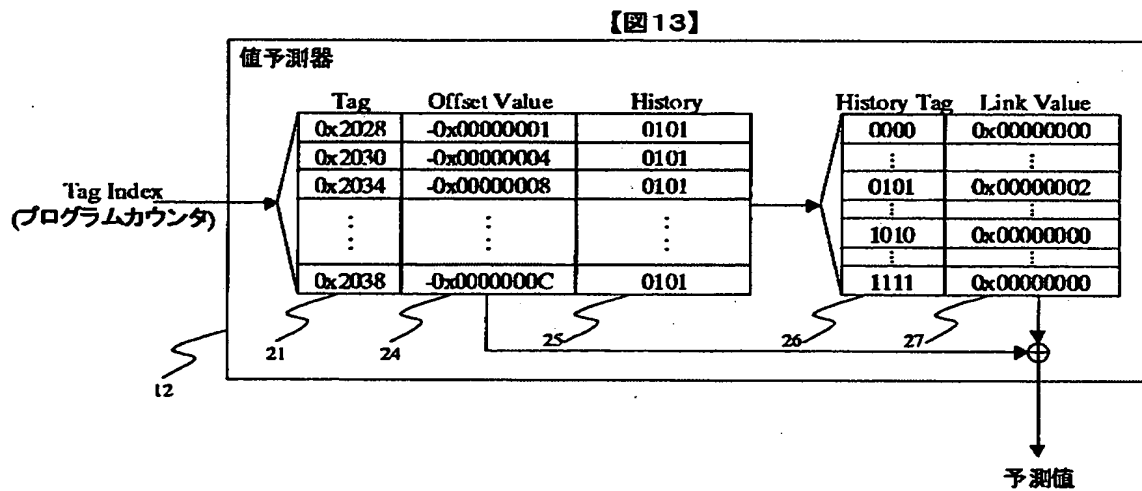 【図13】
値予測器
Tag Offset Value History
0x2028 -0x00000001 0101
0x2030 -0x00000004 0101
0x2034 -0x00000008 0101
⋮ ⋮ ⋮
0x2038 -0x0000000C 0101
History Tag Link Value
0000 0x00000000
⋮ ⋮
0101 0x00000002
⋮ ⋮
1010 0x00000000
⋮ ⋮
1111 0x00000000
Tag Index
(プログラムカウンタ)
21 24 25 26 27
12
予測値